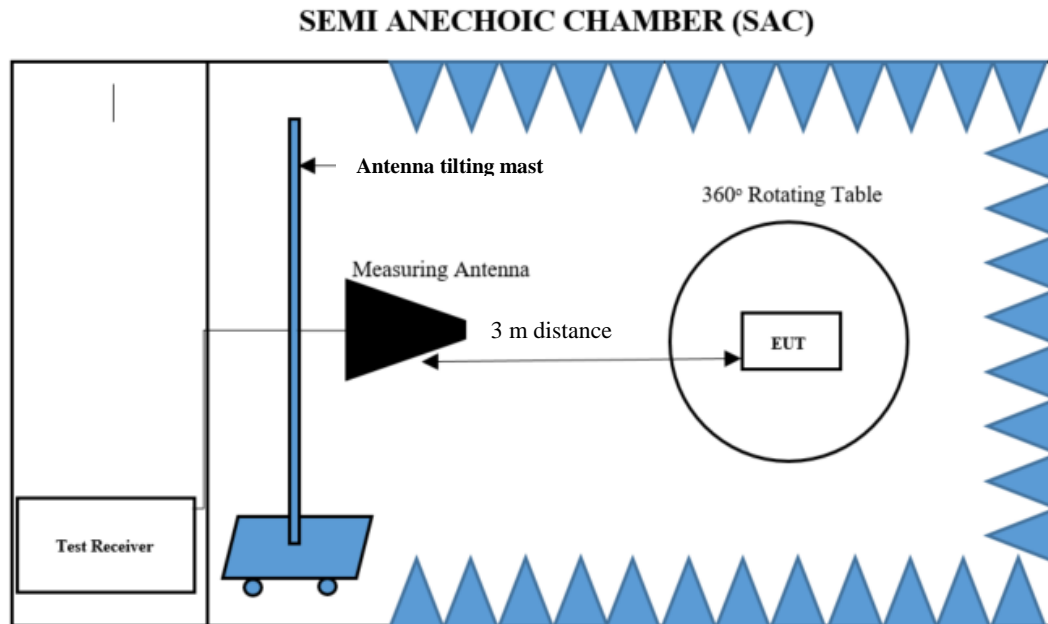 SEMI ANECHOIC CHAMBER (SAC)
Antenna tilting mast
360° Rotating Table
Measuring Antenna
3 m distance
EUT
Test Receiver